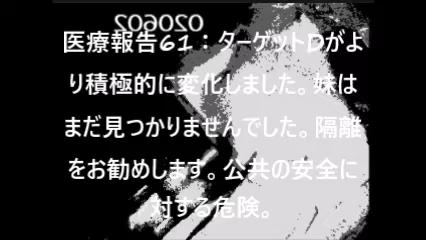 020602
医療報告61：ターゲットDがよ
り積極的に変化しました。妹は
まだ見つかりませんでした。隔離
をお勧めします。公共の安全に
対する危険。